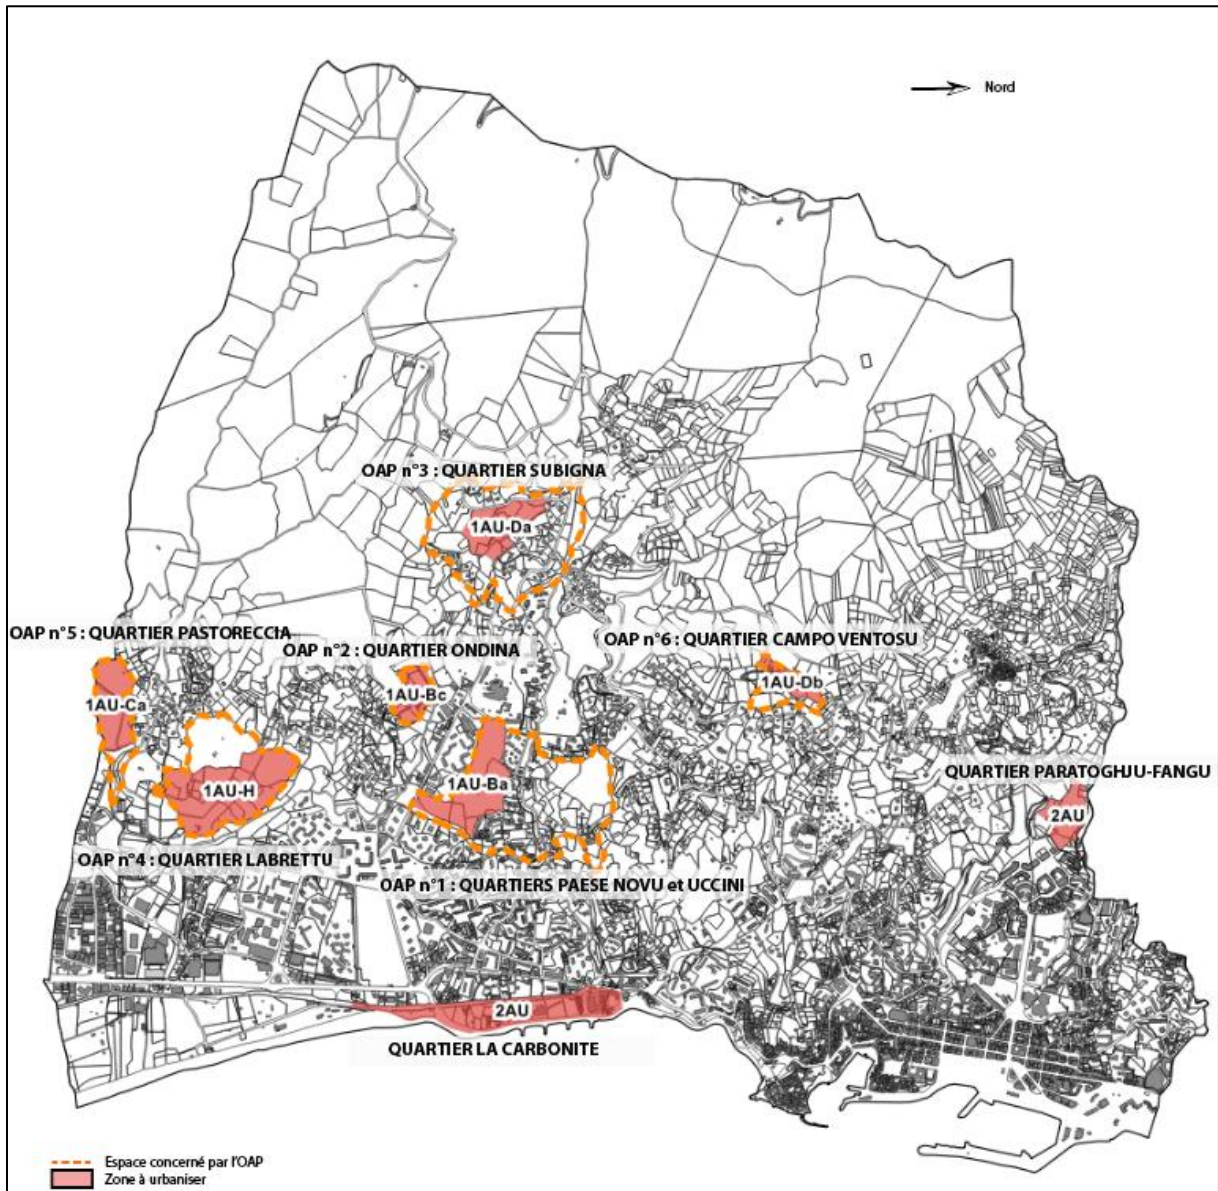 Nord
OAP n°3 : QUARTIER SUBIGNA
1AU-Da
OAP n°5 : QUARTIER PASTORECCIA
OAP n°2 : QUARTIER ONDINA
OAP n°6 : QUARTIER CAMPO VENTOSU
1AU-Ca
1AU-Bc
1AU-Db
QUARTIER PARATOGHJU-FANGU
1AU-H
1AU-Ba
2AU
OAP n°4 : QUARTIER LABRETTU
OAP n°1 : QUARTIERS PAESE NOVU et UCCINI
2AU
QUARTIER LA CARBONITE
Espace concerné par l'OAP
Zone à urbaniser